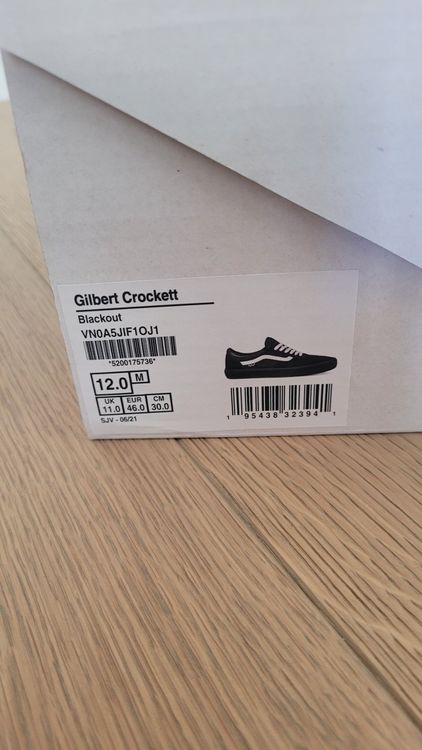 Gilbert Crockett
Blackout
VN0A5JIF1OJ1
*5200175736*
12.0 M
UK EUR CM
11.0 46.0 30.0
SJV - 06/21
1 95438 32394 1